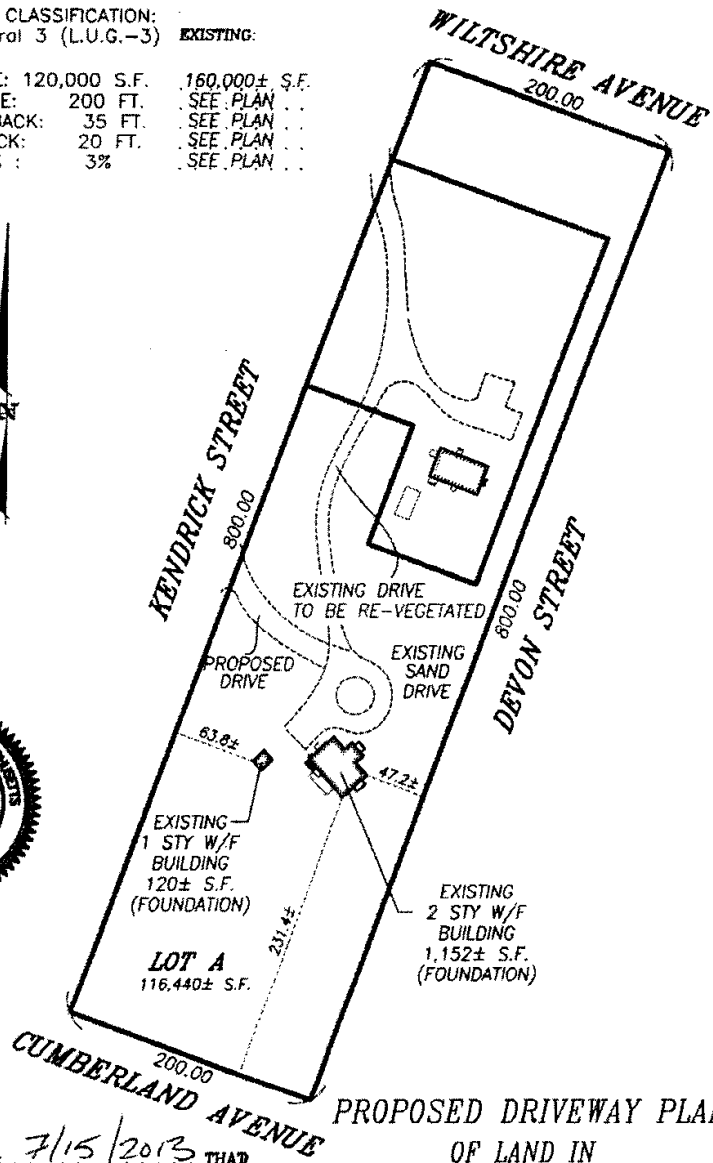 CLASSIFICATION:
ral 3 (L.U.G.-3) EXISTING:
E: 120,000 S.F. 160,000± S.F.
E: 200 FT. SEE PLAN
BACK: 35 FT. SEE PLAN
CK: 20 FT. SEE PLAN
: 3% SEE PLAN
WILTSHIRE AVENUE
200.00
KENDRICK STREET
800.00
DEVON STREET
800.00
EXISTING DRIVE
TO BE RE-VEGETATED
PROPOSED
DRIVE
EXISTING
SAND
DRIVE
63.8±
47.2±
EXISTING
1 STY W/F
BUILDING
120± S.F.
(FOUNDATION)
231.4±
EXISTING
2 STY W/F
BUILDING
1,152± S.F.
(FOUNDATION)
LOT A
116,440± S.F.
CUMBERLAND AVENUE
200.00
PROPOSED DRIVEWAY PLAN
OF LAND IN
7/15/2013 THAT